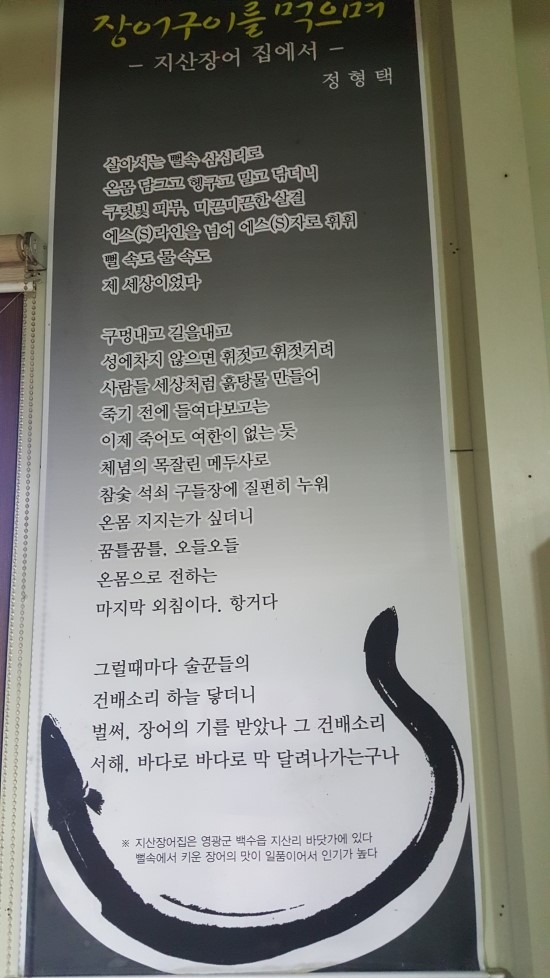 장어구이를 먹으며
- 지산장어 집에서 -
정 형 택
살아서는 뻘속 삼십리로
온몸 담크고 헹구고 밀고 닦더니
구릿빛 피부, 미끈미끈한 살결
에스(S)라인을 넘어 에스(S)자로 휘휘
뻘 속도 물 속도
제 세상이었다
구멍내고 길을내고
성에차지 않으면 휘젓고 휘젓거려
사람들 세상처럼 흙탕물 만들어
죽기 전에 들여다보고는
이제 죽어도 여한이 없는 듯
체념의 목잘린 메두사로
참숯 석쇠 구들장에 질펀히 누워
온몸 지지는가 싶더니
꿈틀꿈틀, 오들오들
온몸으로 전하는
마지막 외침이다. 항거다
그럴때마다 술꾼들의
건배소리 하늘 닿더니
벌써, 장어의 기를 받았나 그 건배소리
서해, 바다로 바다로 막 달려나가는구나
※ 지산장어집은 영광군 백수읍 지산리 바닷가에 있다
뻘속에서 키운 장어의 맛이 일품이어서 인기가 높다